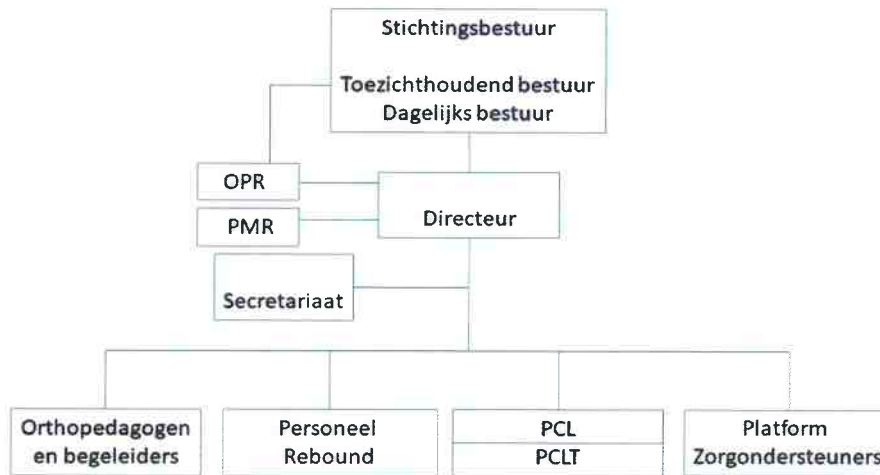 Stichtingsbestuur
Toezichthoudend bestuur
Dagelijks bestuur
OPR
Directeur
PMR
Secretariaat
Orthopedagogen
en begeleiders
Personeel
Rebound
PCL
PCLT
Platform
Zorgondersteuners